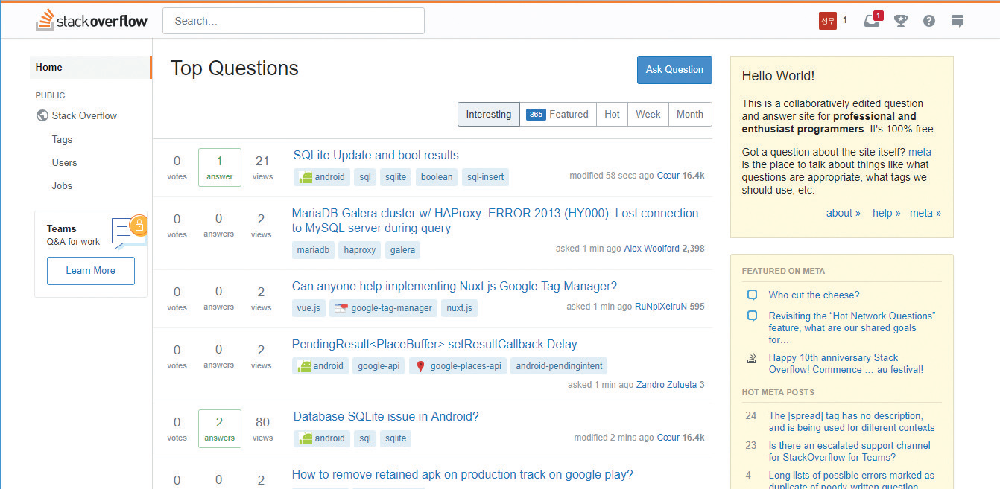 stackoverflow
Search…
성무 1
1
Home
PUBLIC
Stack Overflow
Tags
Users
Jobs
Teams
Q&A for work
Learn More
Top Questions
Ask Question
Interesting
365 Featured
Hot
Week
Month
0 votes
1 answer
21 views
SQLite Update and bool results
android sql sqlite boolean sql-insert
modified 58 secs ago Cœur 16.4k
0 votes
0 answers
2 views
MariaDB Galera cluster w/ HAProxy: ERROR 2013 (HY000): Lost connection
to MySQL server during query
mariadb haproxy galera
asked 1 min ago Alex Woolford 2,398
0 votes
0 answers
2 views
Can anyone help implementing Nuxt.js Google Tag Manager?
vue.js google-tag-manager nuxt.js
asked 1 min ago RuNpiXelruN 595
0 votes
0 answers
2 views
PendingResult<PlaceBuffer> setResultCallback Delay
android google-api google-places-api android-pendingintent
asked 1 min ago Zandro Zulueta 3
0 votes
2 answers
80 views
Database SQLite issue in Android?
android sql sqlite
modified 2 mins ago Cœur 16.4k
0
0
2
How to remove retained apk on production track on google play?
Hello World!
This is a collaboratively edited question
and answer site for professional and
enthusiast programmers. It's 100% free.
Got a question about the site itself? meta
is the place to talk about things like what
questions are appropriate, what tags we
should use, etc.
about » help » meta »
FEATURED ON META
Who cut the cheese?
Revisiting the “Hot Network Questions”
feature, what are our shared goals
for…
Happy 10th anniversary Stack
Overflow! Commence … au festival!
HOT META POSTS
24 The [spread] tag has no description,
and is being used for different contexts
23 Is there an escalated support channel
for StackOverflow for Teams?
4 Long lists of possible errors marked as
duplicate of poorly-written question